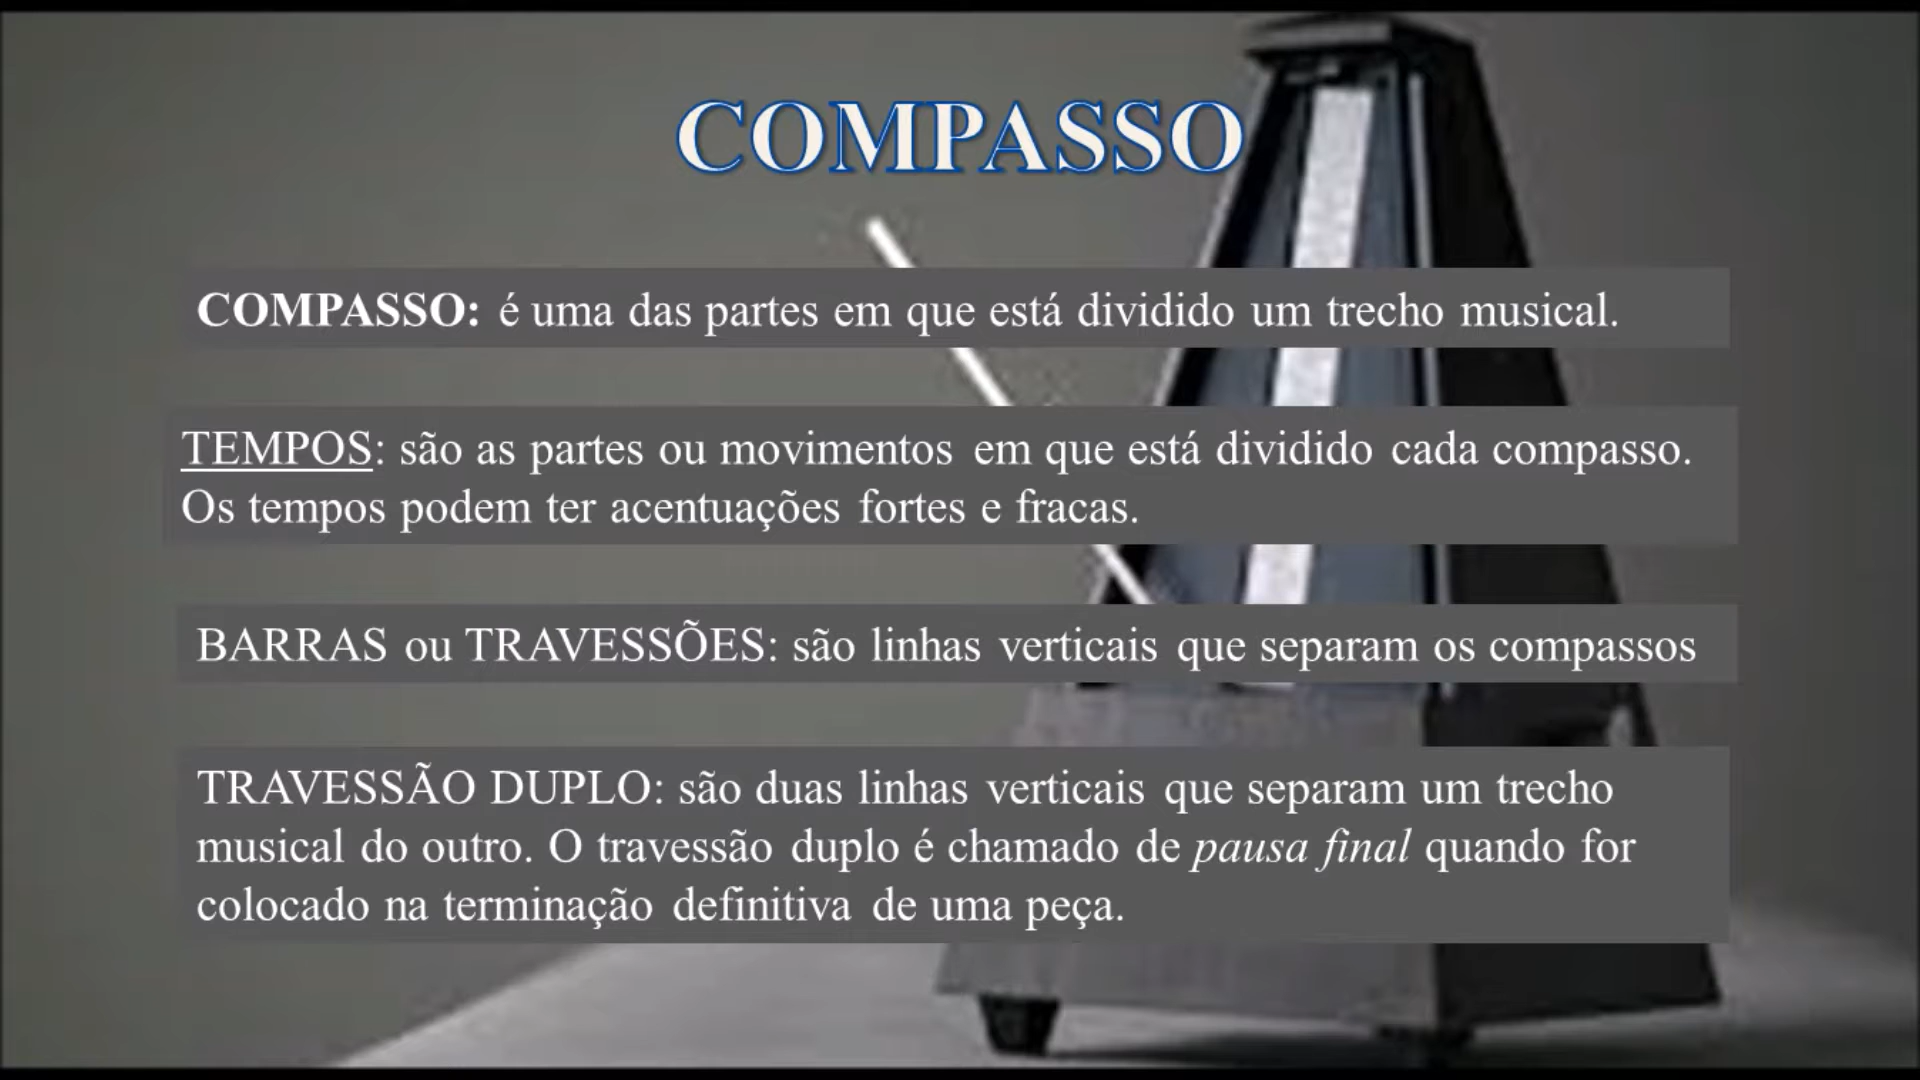 COMPASSO
COMPASSO: é uma das partes em que está dividido um trecho musical.
TEMPOS: são as partes ou movimentos em que está dividido cada compasso.
Os tempos podem ter acentuações fortes e fracas.
BARRAS ou TRAVESSÕES: são linhas verticais que separam os compassos
TRAVESSÃO DUPLO: são duas linhas verticais que separam um trecho
musical do outro. O travessão duplo é chamado de pausa final quando for
colocado na terminação definitiva de uma peça.